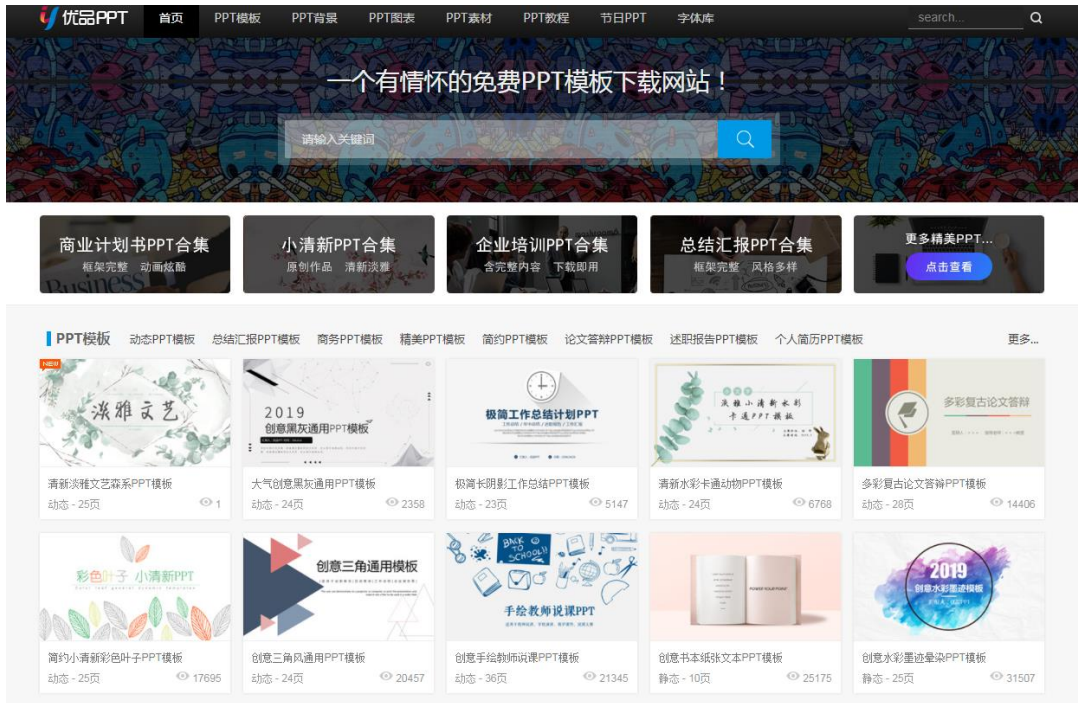 优品PPT 首页 PPT模板 PPT背景 PPT图表 PPT素材 PPT教程 节日PPT 字体库 search...
一个有情怀的免费PPT模板下载网站！
请输入关键词
商业计划书PPT合集
框架完整 动画炫酷
Business
小清新PPT合集
原创作品 清新淡雅
企业培训PPT合集
含完整内容 下载即用
总结汇报PPT合集
框架完整 风格多样
更多精美PPT...
点击查看
PPT模板 动态PPT模板 总结汇报PPT模板 商务PPT模板 精美PPT模板 简约PPT模板 论文答辩PPT模板 述职报告PPT模板 个人简历PPT模板 更多...
NEW
淡雅文艺
清新淡雅文艺森系PPT模板
动态 - 25页 1
2019
创意黑灰通用PPT模板
大气创意黑灰通用PPT模板
动态 - 24页 2358
极简工作总结计划PPT
极简长阴影工作总结PPT模板
动态 - 23页 5147
淡雅小清新水彩
卡通PPT模板
清新水彩卡通动物PPT模板
动态 - 24页 6768
多彩复古论文答辩
多彩复古论文答辩PPT模板
动态 - 28页 14406
彩色叶子 小清新PPT
简约小清新彩色叶子PPT模板
动态 - 25页 17695
创意三角通用模板
创意三角风通用PPT模板
动态 - 24页 20457
BACK
TO
SCHOOL!
手绘教师说课PPT
创意手绘教师说课PPT模板
动态 - 36页 21345
创意书本纸张文本PPT模板
静态 - 10页 25175
2019
创意水彩墨迹模板
创意水彩墨迹晕染PPT模板
静态 - 25页 31507